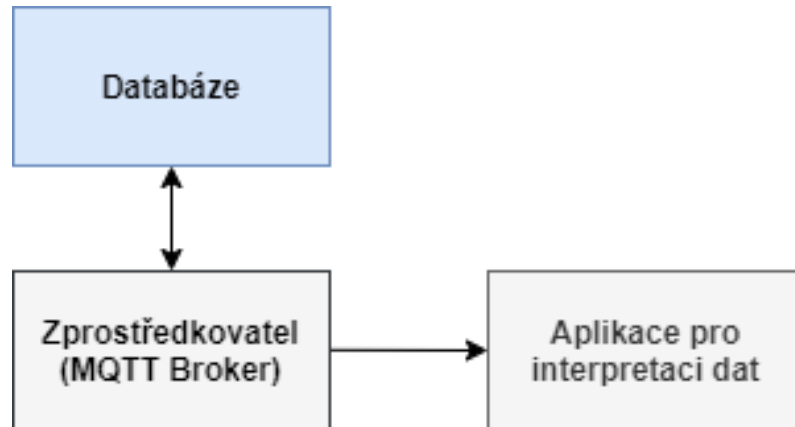 Databáze
Zprostředkovatel
(MQTT Broker)
Aplikace pro
interpretaci dat